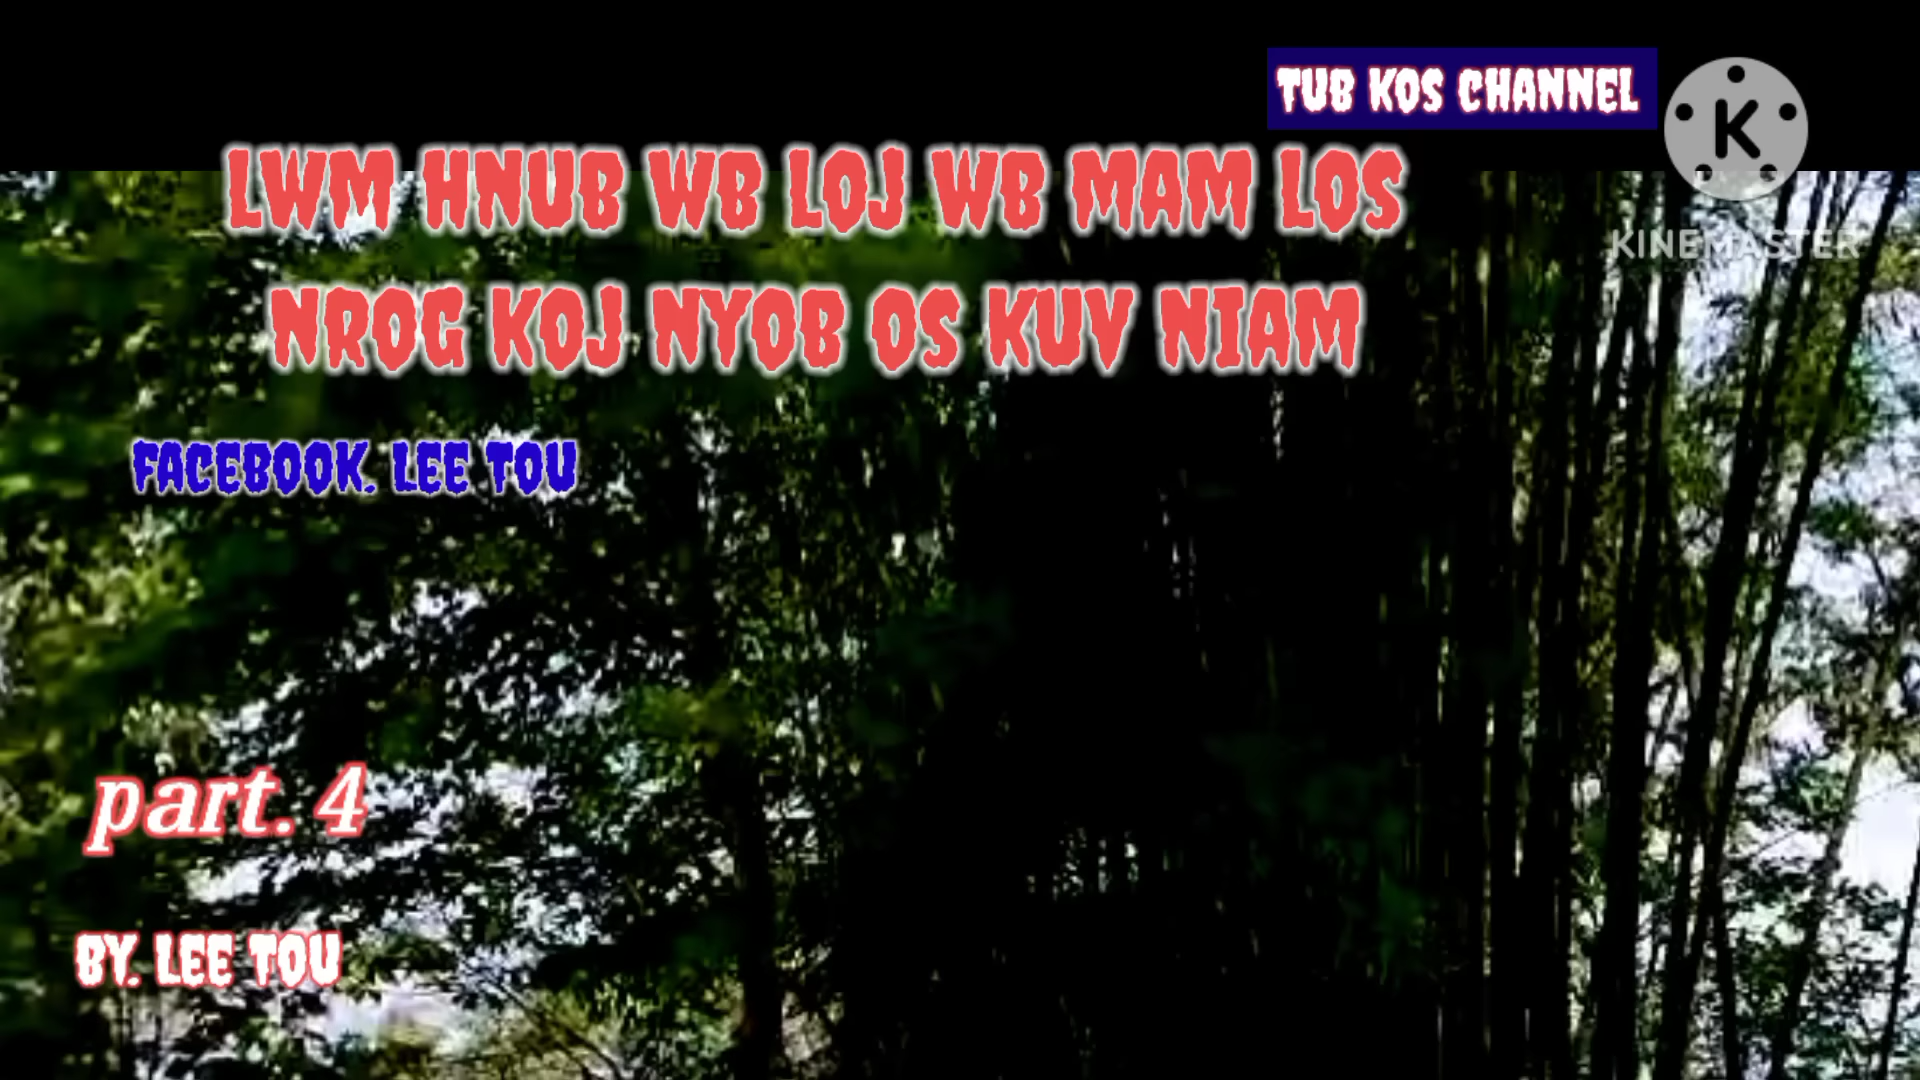 TUB KOS CHANNEL
K
KINEMASTER
LWM HNUB WB LOJ WB MAM LOS
NROG KOJ NYOB OS KUV NIAM
FACEBOOK. LEE TOU
part. 4
BY. LEE TOU